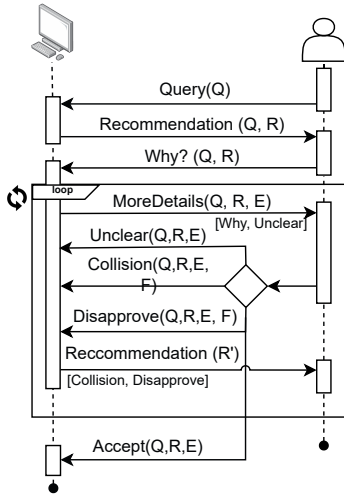 Query(Q)
Recommendation (Q, R)
Why? (Q, R)
loop
MoreDetails(Q, R, E)
[Why, Unclear]
Unclear(Q,R,E)
Collision(Q,R,E,
F)
Disapprove(Q,R,E, F)
Reccommendation (R')
[Collision, Disapprove]
Accept(Q,R,E)